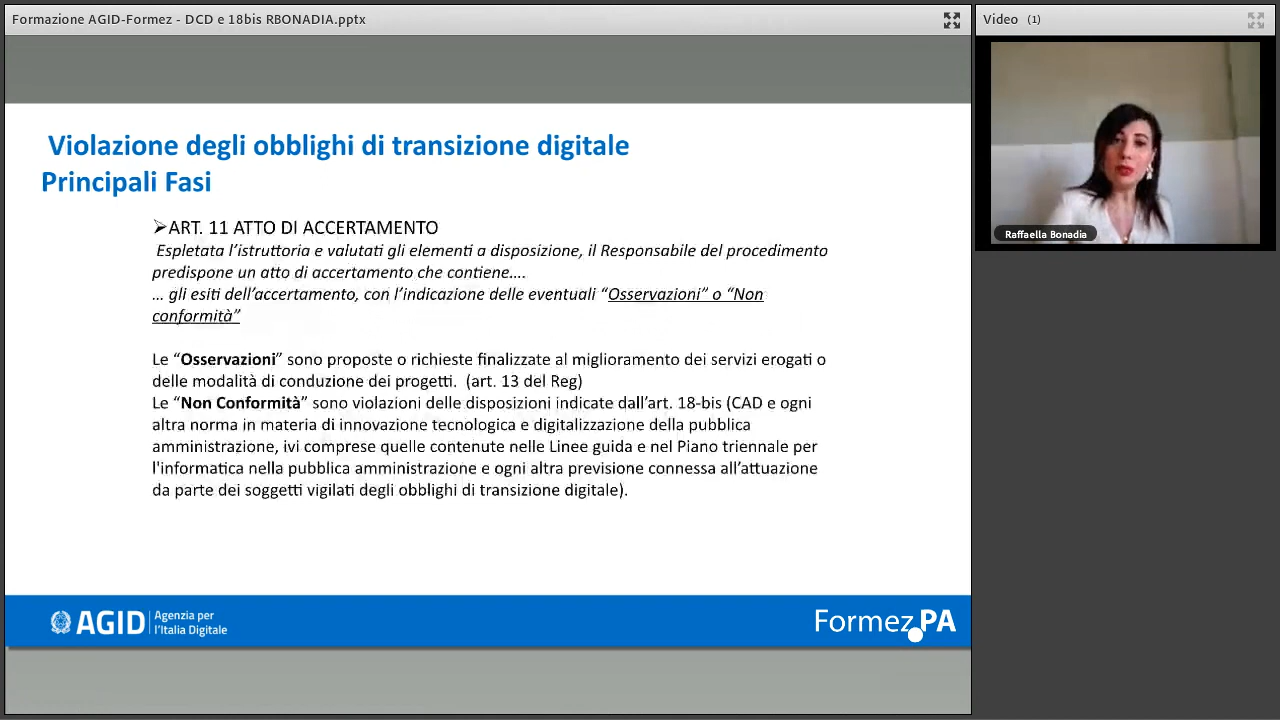 Formazione AGID-Formez - DCD e 18bis RBONADIA.pptx
Video (1)
Violazione degli obblighi di transizione digitale
Principali Fasi
➢ART. 11 ATTO DI ACCERTAMENTO
Espletata l'istruttoria e valutati gli elementi a disposizione, il Responsabile del procedimento
predispone un atto di accertamento che contiene....
... gli esiti dell'accertamento, con l'indicazione delle eventuali "Osservazioni" o "Non
conformità"
Le "Osservazioni" sono proposte o richieste finalizzate al miglioramento dei servizi erogati o
delle modalità di conduzione dei progetti. (art. 13 del Reg)
Le "Non Conformità" sono violazioni delle disposizioni indicate dall'art. 18-bis (CAD e ogni
altra norma in materia di innovazione tecnologica e digitalizzazione della pubblica
amministrazione, ivi comprese quelle contenute nelle Linee guida e nel Piano triennale per
l'informatica nella pubblica amministrazione e ogni altra previsione connessa all'attuazione
da parte dei soggetti vigilati degli obblighi di transizione digitale).
Raffaella Bonadia
AGID Agenzia per
l'Italia Digitale
Formez PA